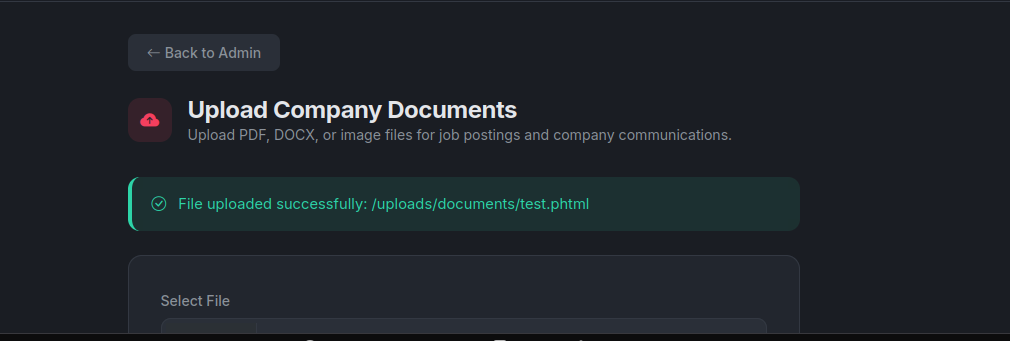 ← Back to Admin
Upload Company Documents
Upload PDF, DOCX, or image files for job postings and company communications.
File uploaded successfully: /uploads/documents/test.phtml
Select File